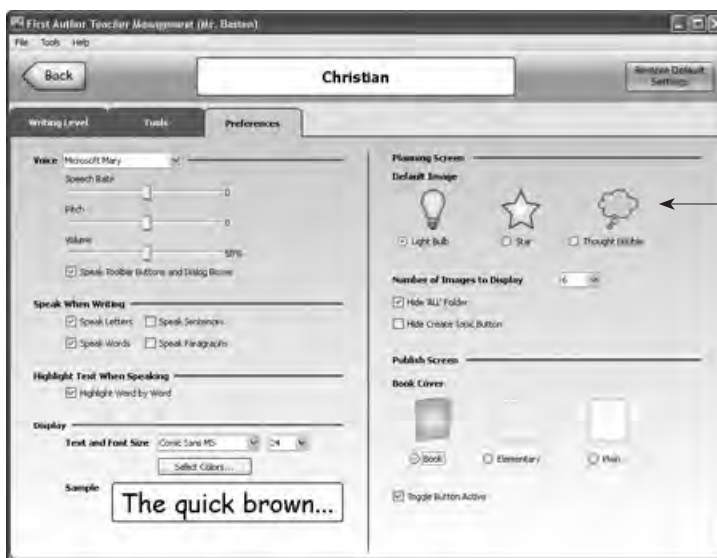 First Author Teacher Management (Mr. Besten)
File Tools Help
Back
Christian
Restore Default
Settings
Writing Level
Tools
Preferences
Voice Microsoft Mary
Speech Rate
0
Pitch
0
Volume
50%
Speak Toolbar Buttons and Dialog Boxes
Speak When Writing
Speak Letters Speak Sentences
Speak Words Speak Paragraphs
Highlight Text When Speaking
Highlight Word by Word
Display
Text and Font Size Comic Sans MS 24
Select Colors...
Sample
The quick brown...
Planning Screen
Default Image
Light Bulb Star Thought Bubble
Number of Images to Display 6
Hide 'ALL' Folder
Hide Create Topic Button
Publish Screen
Book Cover
Book Elementary Plain
Toggle Button Active